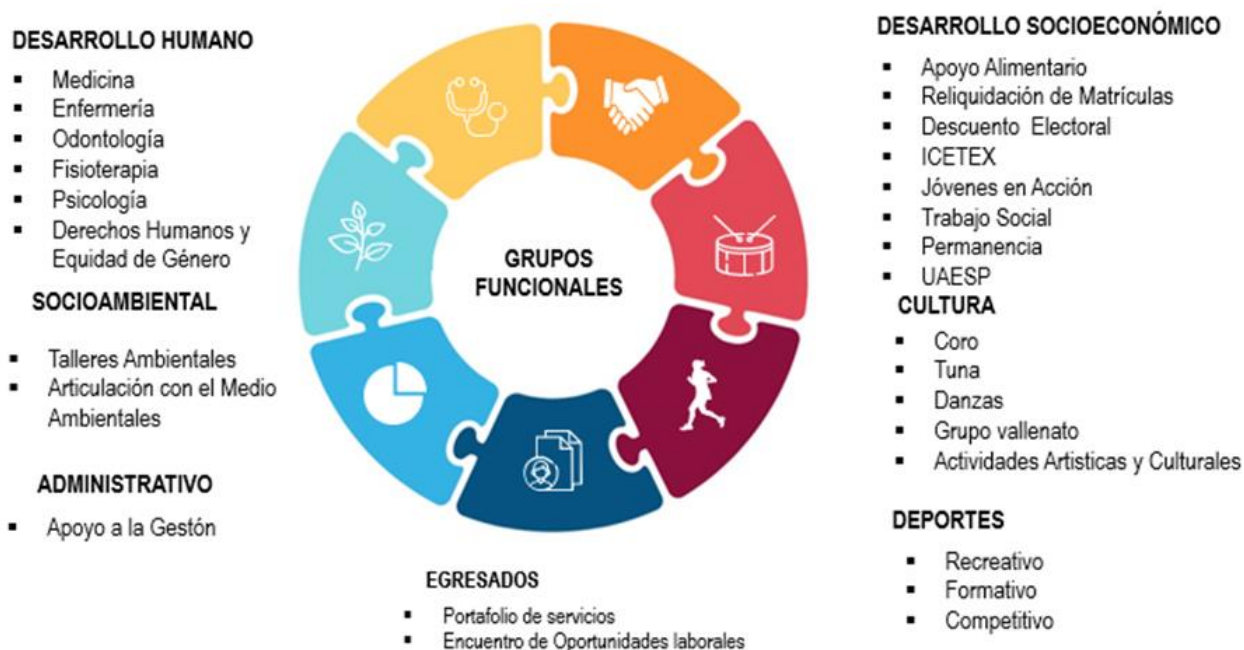 DESARROLLO HUMANO
▪ Medicina
▪ Enfermería
▪ Odontología
▪ Fisioterapia
▪ Psicología
▪ Derechos Humanos y
Equidad de Género
SOCIOAMBIENTAL
▪ Talleres Ambientales
▪ Articulación con el Medio
Ambientales
ADMINISTRATIVO
▪ Apoyo a la Gestón
GRUPOS
FUNCIONALES
EGRESADOS
▪ Portafolio de servicios
▪ Encuentro de Oportunidades laborales
DESARROLLO SOCIOECONÓMICO
▪ Apoyo Alimentario
▪ Reliquidación de Matrículas
▪ Descuento Electoral
▪ ICETEX
▪ Jóvenes en Acción
▪ Trabajo Social
▪ Permanencia
▪ UAESP
CULTURA
▪ Coro
▪ Tuna
▪ Danzas
▪ Grupo vallenato
▪ Actividades Artisticas y Culturales
DEPORTES
▪ Recreativo
▪ Formativo
▪ Competitivo